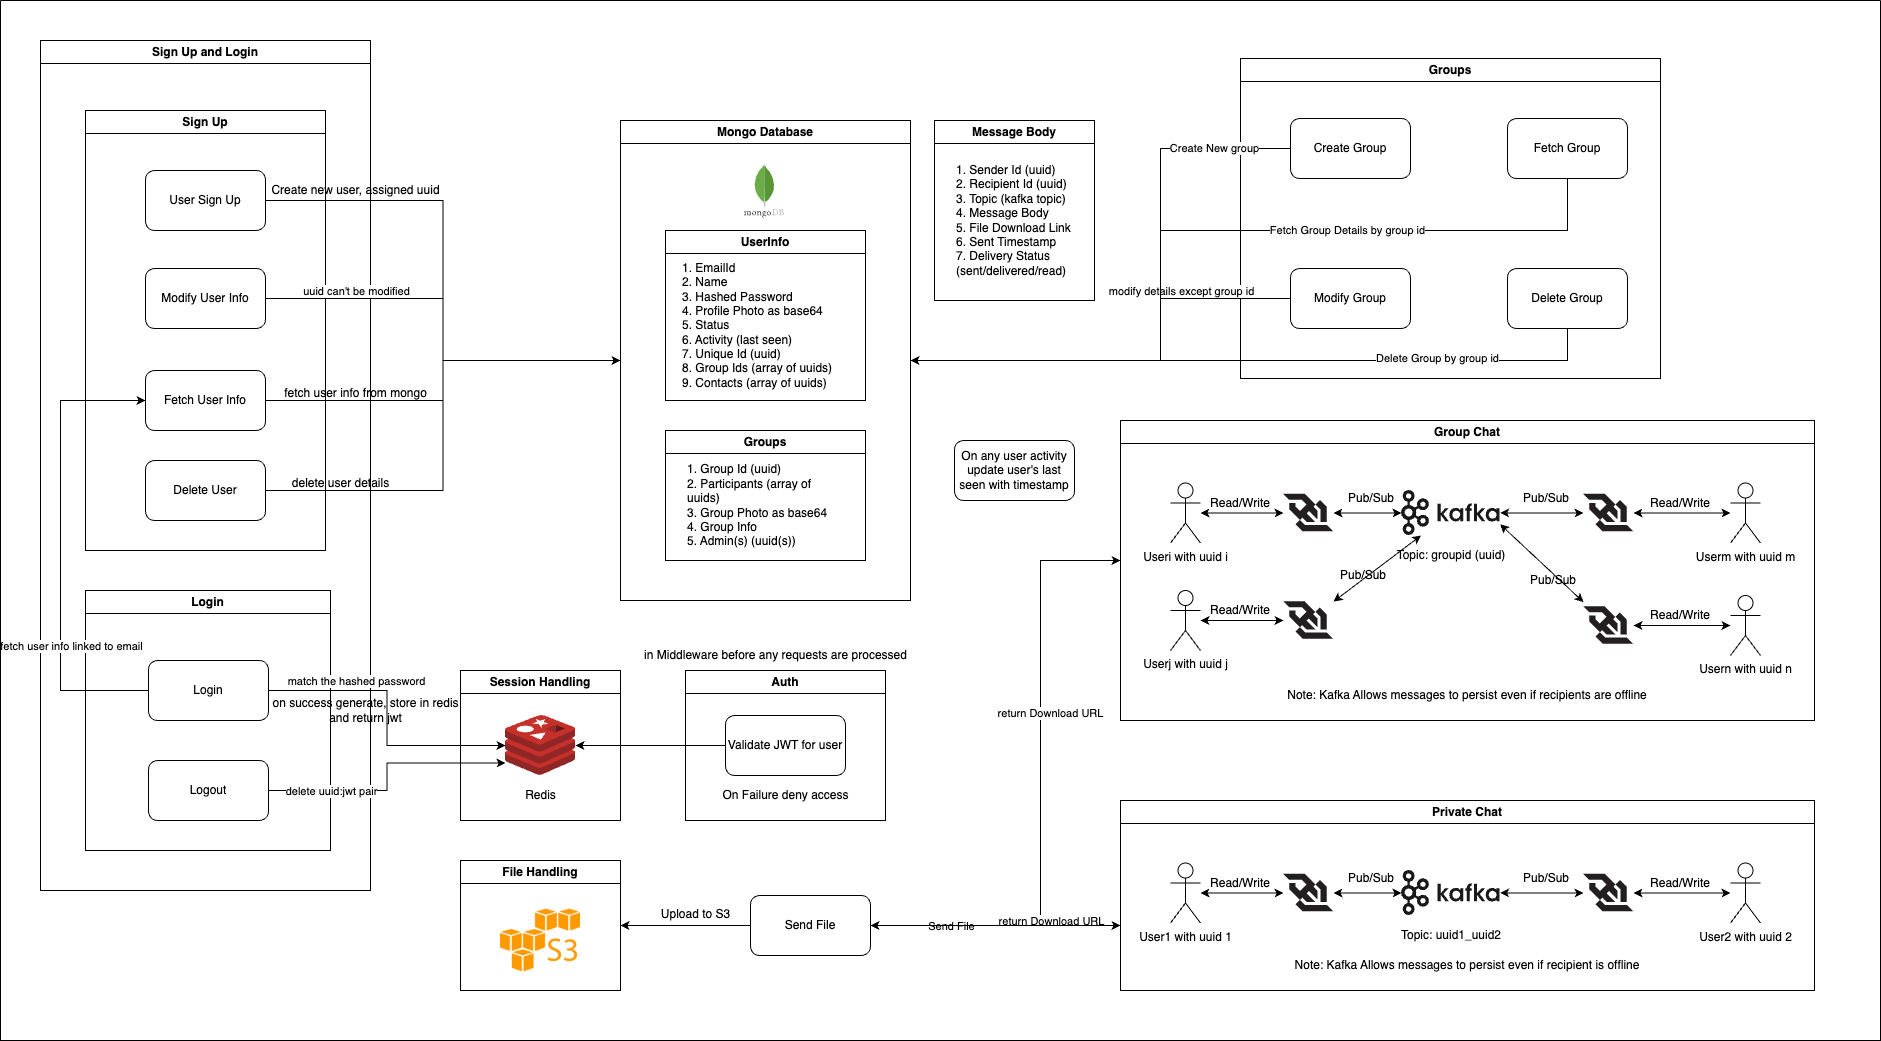 Sign Up and Login
Sign Up
User Sign Up
Create new user, assigned uuid
Modify User Info
uuid can't be modified
Fetch User Info
fetch user info from mongo
Delete User
delete user details
Login
fetch user info linked to email
Login
match the hashed password
on success generate, store in redis
and return jwt
Logout
delete uuid:jwt pair
Mongo Database
mongoDB
UserInfo
1. EmailId
2. Name
3. Hashed Password
4. Profile Photo as base64
5. Status
6. Activity (last seen)
7. Unique Id (uuid)
8. Group Ids (array of uuids)
9. Contacts (array of uuids)
Groups
1. Group Id (uuid)
2. Participants (array of
uuids)
3. Group Photo as base64
4. Group Info
5. Admin(s) (uuid(s))
Message Body
1. Sender Id (uuid)
2. Recipient Id (uuid)
3. Topic (kafka topic)
4. Message Body
5. File Download Link
6. Sent Timestamp
7. Delivery Status
(sent/delivered/read)
Groups
Create New group
Create Group
Fetch Group
Fetch Group Details by group id
modify details except group id
Modify Group
Delete Group
Delete Group by group id
On any user activity
update user's last
seen with timestamp
Group Chat
Read/Write
Pub/Sub
kafka
Pub/Sub
Read/Write
Useri with uuid i
Topic: groupid (uuid)
Userm with uuid m
Pub/Sub
Pub/Sub
Read/Write
Read/Write
Userj with uuid j
Usern with uuid n
Note: Kafka Allows messages to persist even if recipients are offline
in Middleware before any requests are processed
Session Handling
Redis
Auth
Validate JWT for user
On Failure deny access
return Download URL
File Handling
S3
Upload to S3
Send File
Send File
return Download URL
Private Chat
Read/Write
Pub/Sub
kafka
Pub/Sub
Read/Write
User1 with uuid 1
Topic: uuid1_uuid2
User2 with uuid 2
Note: Kafka Allows messages to persist even if recipient is offline